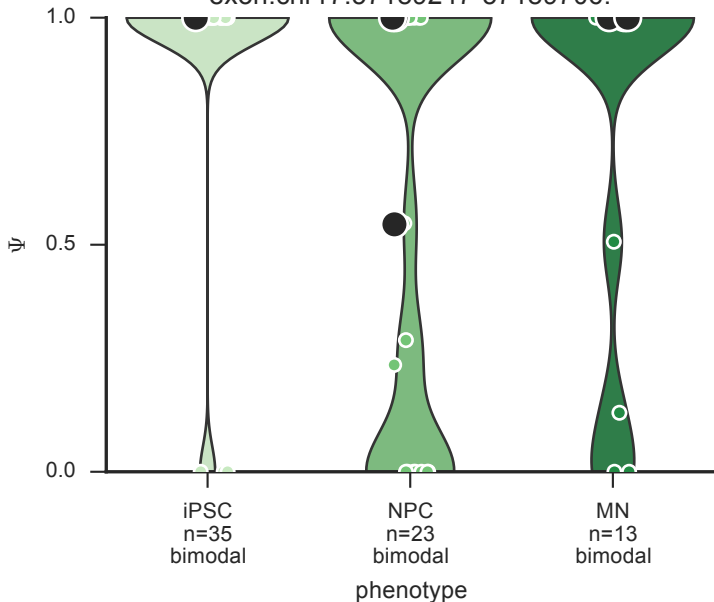 1.0
Ψ
0.5
0.0
iPSC
n=35
bimodal
NPC
n=23
bimodal
MN
n=13
bimodal
phenotype